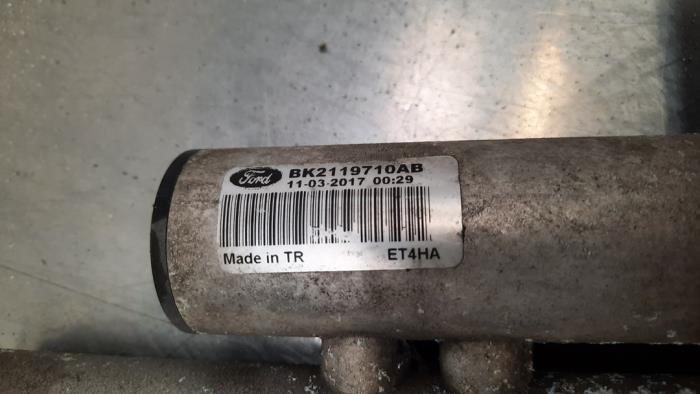 Ford
BK2119710AB
11-03-2017 00:29
Made in TR
ET4HA